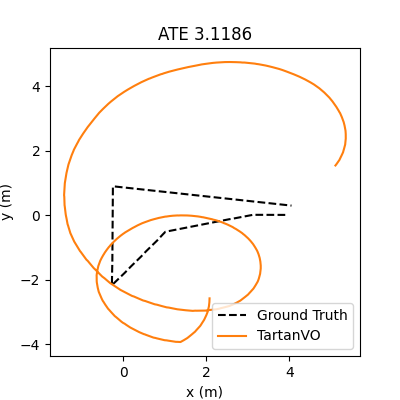 ATE 3.1186
y (m)
4
2
0
−2
−4
0 2 4
x (m)
Ground Truth
TartanVO